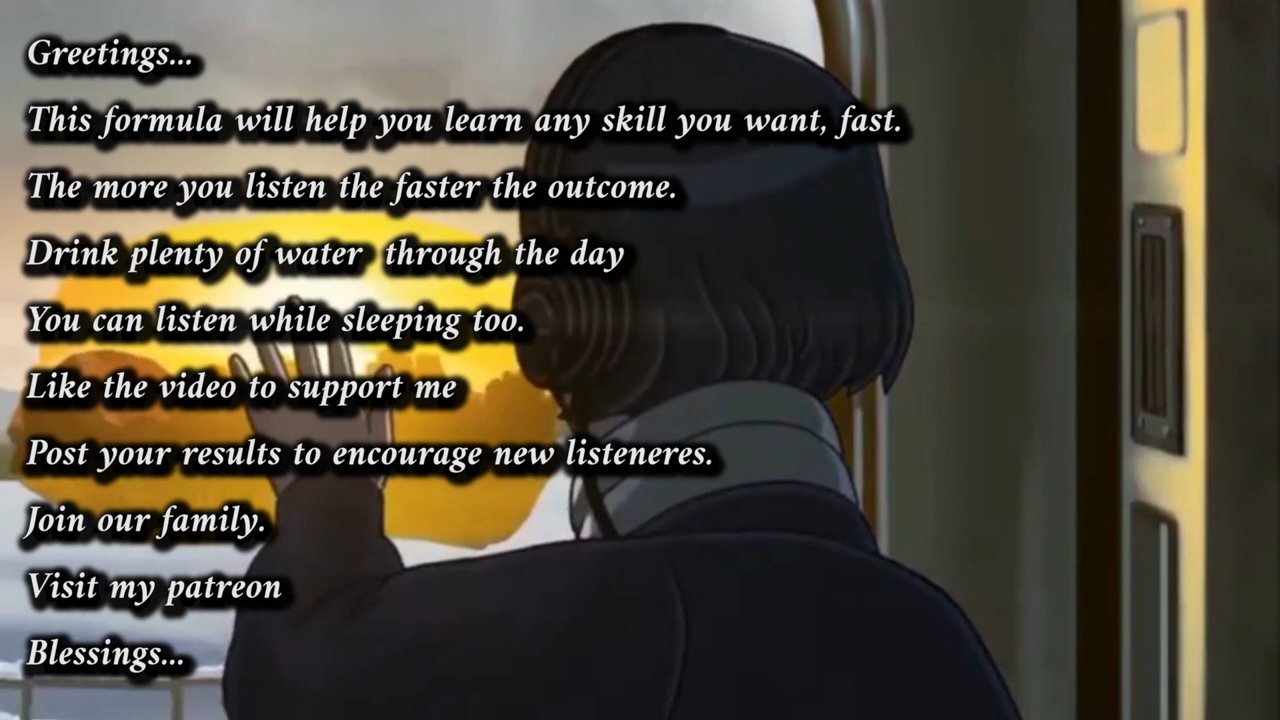 Greetings...
This formula will help you learn any skill you want, fast.
The more you listen the faster the outcome.
Drink plenty of water  through the day
You can listen while sleeping too.
Like the video to support me
Post your results to encourage new listeneres.
Join our family.
Visit my patreon
Blessings...